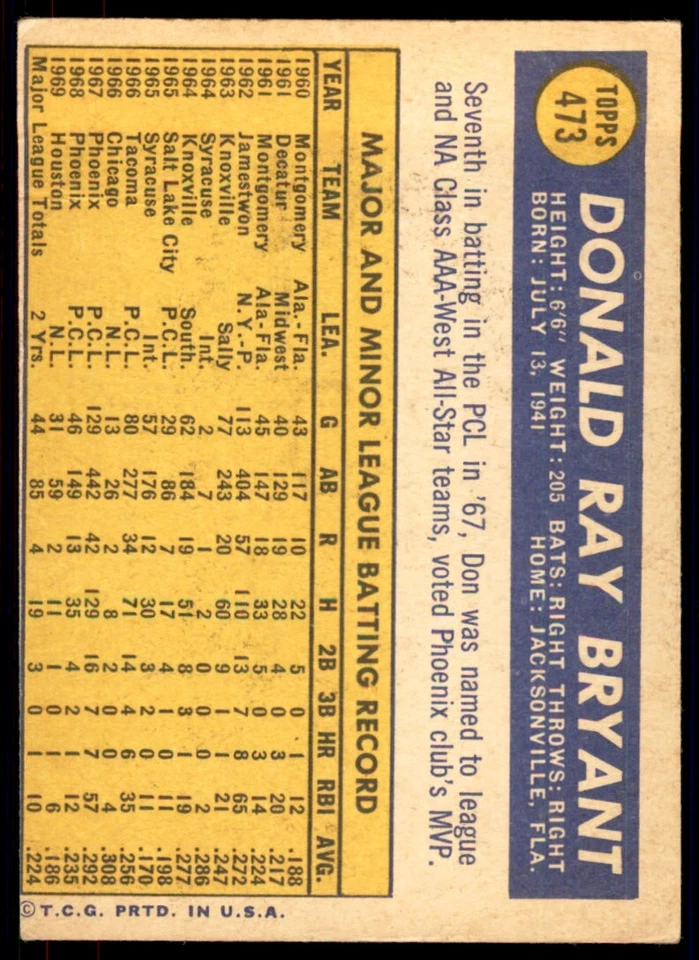 TOPPS
473
DONALD RAY BRYANT
HEIGHT: 6'6" WEIGHT: 205 BATS: RIGHT THROWS: RIGHT
BORN: JULY 13, 1941 HOME: JACKSONVILLE, FLA.
Seventh in batting in the PCL in '67, Don was named to league
and NA Class AAA-West All-Star teams, voted Phoenix club's MVP.
MAJOR AND MINOR LEAGUE BATTING RECORD
YEAR TEAM LEA. G AB R H 2B 3B HR RBI AVG.
1960 Montgomery Ala.-Fla. 43 117 10 22 5 0 1 12 .188
1961 Decatur Midwest 40 129 19 28 4 0 3 20 .217
1961 Montgomery Ala-Fla. 45 147 18 33 5 0 3 14 .224
1962 Jamestwon N.Y.-P. 113 404 57 110 13 7 8 65 .272
1963 Knoxville Sally 77 243 20 60 9 1 1 21 .247
1964 Syracuse Int. 2 7 1 2 0 0 0 2 .286
1964 Knoxville South. 62 184 19 51 8 3 1 19 .277
1965 Salt Lake City P.C.L. 29 86 7 17 4 1 0 11 .198
1965 Syracuse Int. 57 176 12 30 3 2 1 11 .170
1966 Tacoma P.C.L. 80 277 34 71 14 4 6 35 .256
1966 Chicago N.L. 13 26 2 8 2 0 0 4 .308
1967 Phoenix P.C.L. 129 442 42 129 16 7 7 57 .292
1968 Phoenix P.C.L. 46 149 13 35 4 2 1 12 .235
1969 Houston N.L. 31 59 2 11 1 0 1 6 .186
Major League Totals 2 Yrs. 44 85 4 19 3 0 1 10 .224
© T.C.G. PRTD. IN U.S.A.